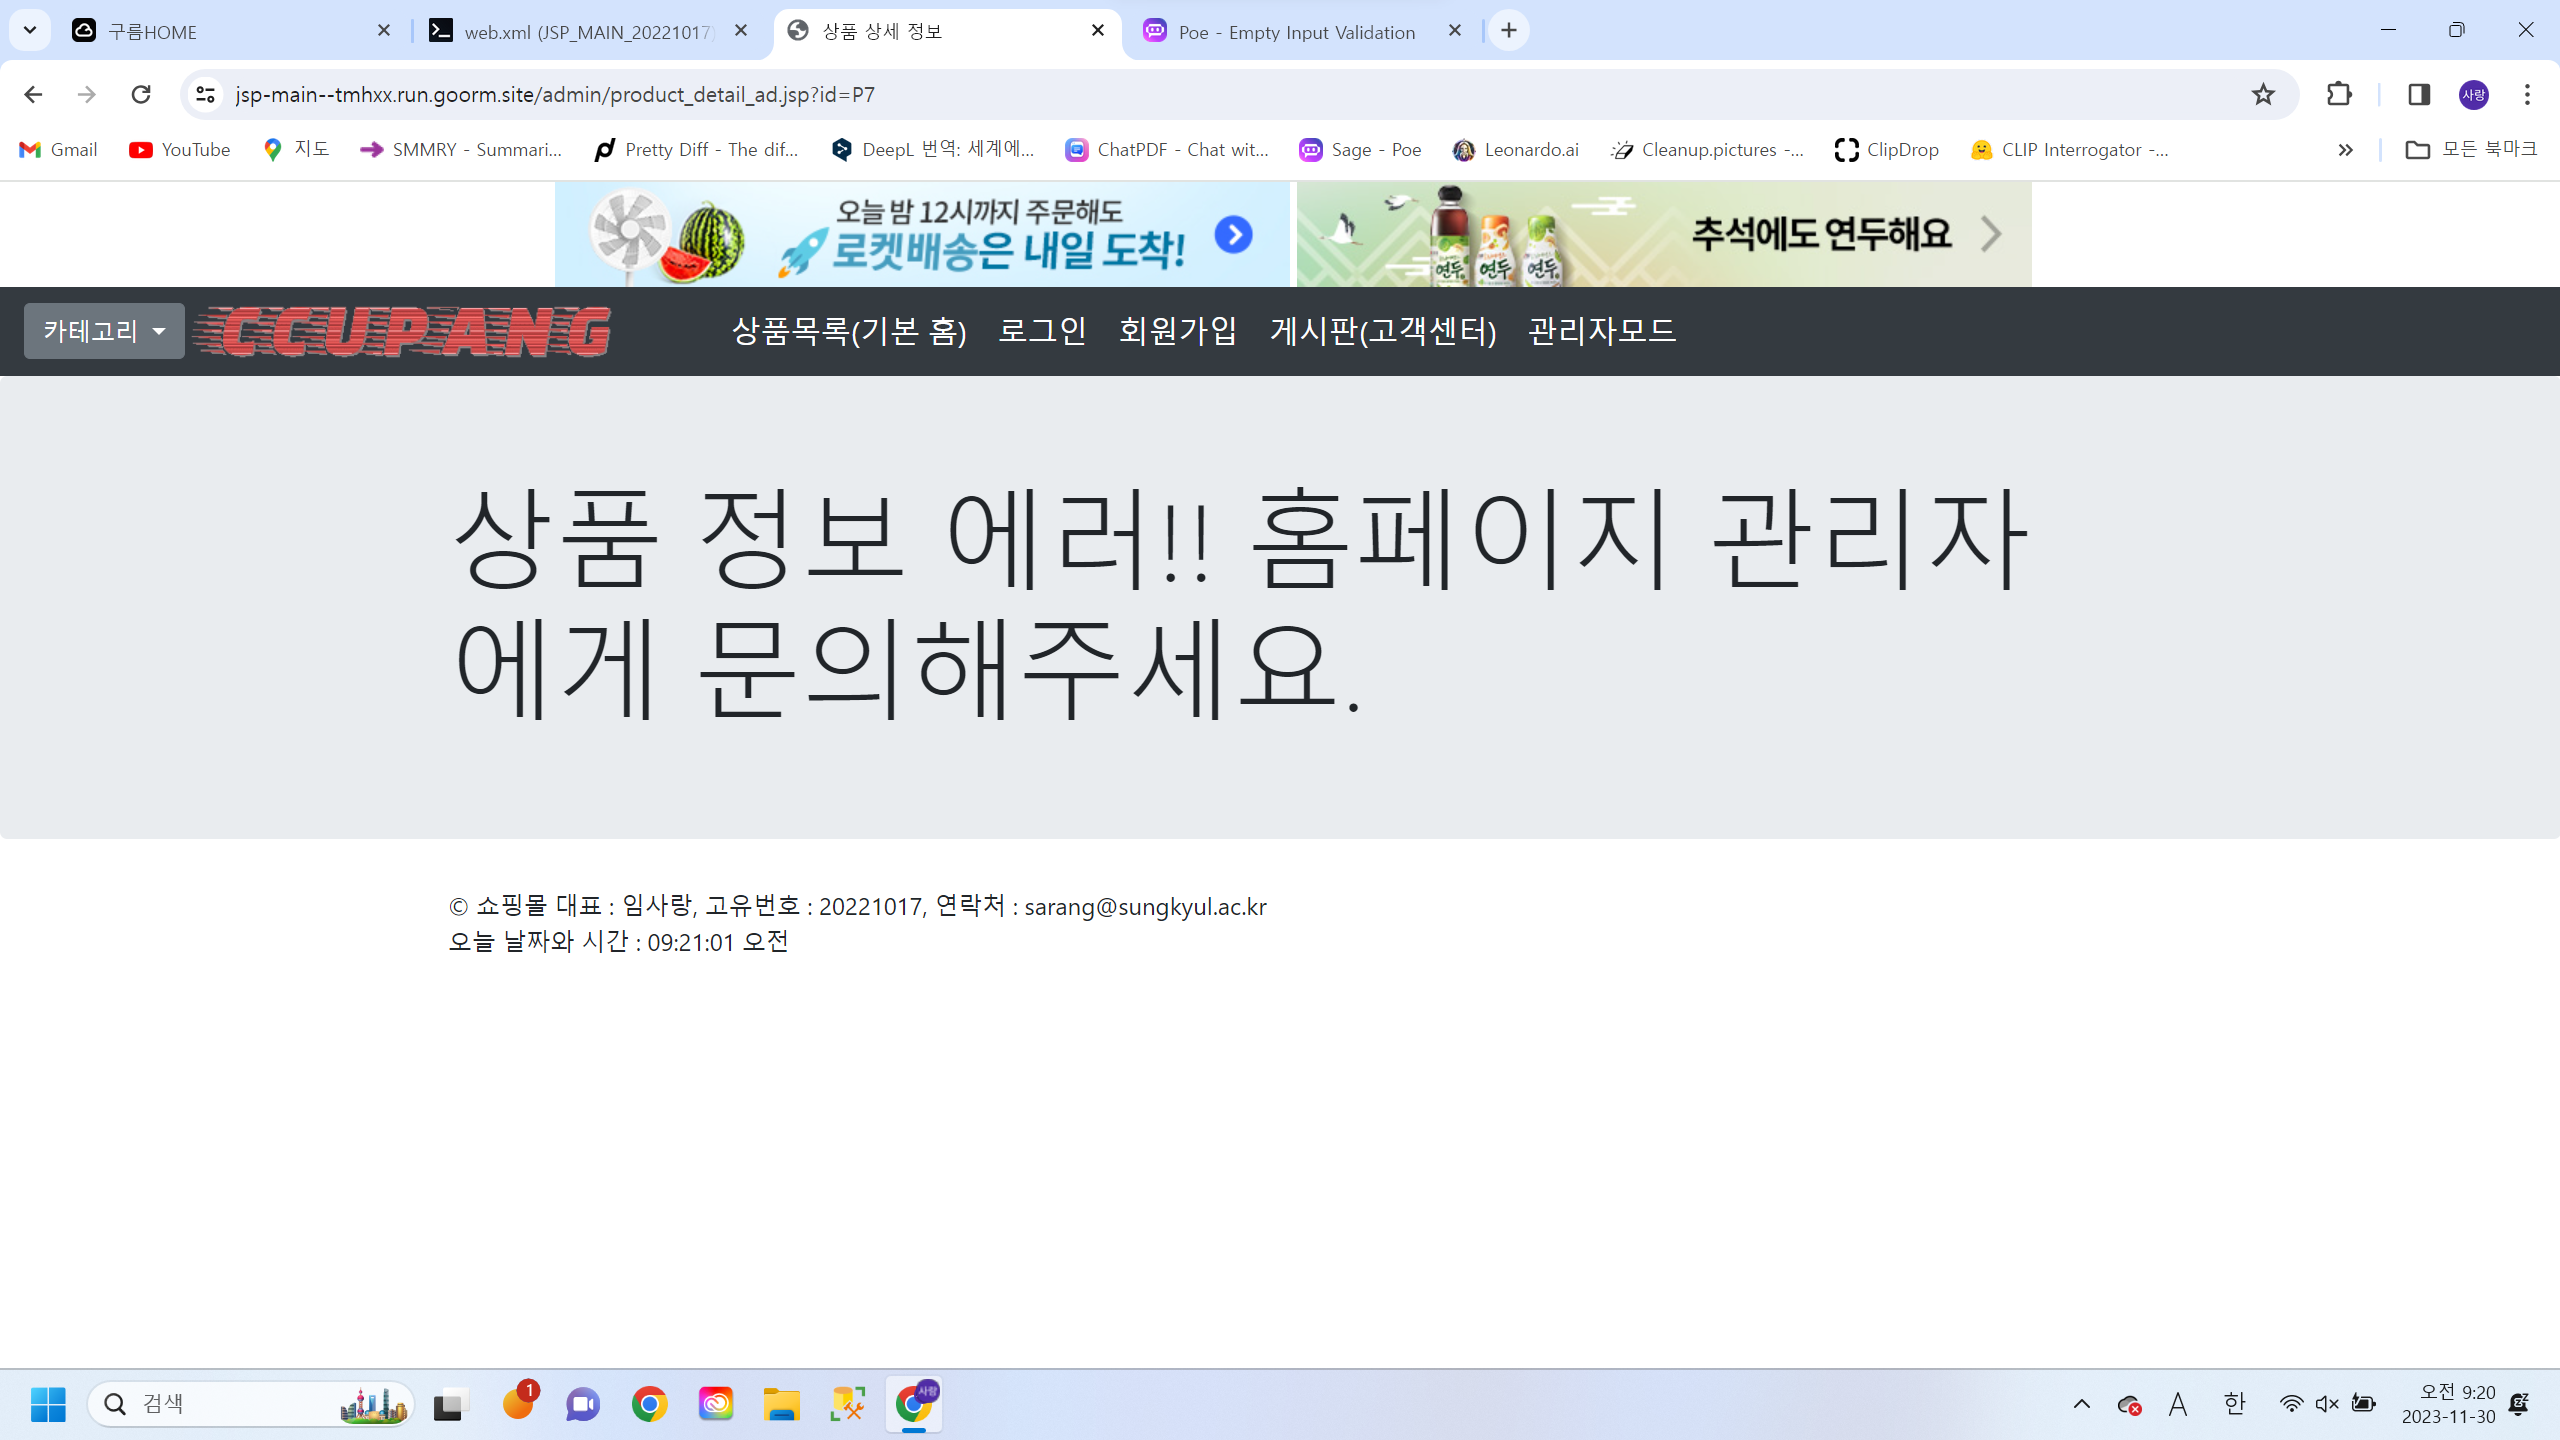 구름HOME
web.xml (JSP_MAIN_20221017)
상품 상세 정보
Poe - Empty Input Validation
jsp-main--tmhxx.run.goorm.site/admin/product_detail_ad.jsp?id=P7
사랑
Gmail
YouTube
지도
SMMRY - Summari...
Pretty Diff - The dif...
DeepL 번역: 세계에...
ChatPDF - Chat wit...
Sage - Poe
Leonardo.ai
Cleanup.pictures -...
ClipDrop
CLIP Interrogator -...
모든 북마크
오늘 밤 12시까지 주문해도
로켓배송은 내일 도착!
연두 연두 연두
추석에도 연두해요
카테고리
CCUPANG
상품목록(기본 홈)
로그인
회원가입
게시판(고객센터)
관리자모드
상품 정보 에러!! 홈페이지 관리자
에게 문의해주세요.
© 쇼핑몰 대표 : 임사랑, 고유번호 : 20221017, 연락처 : sarang@sungkyul.ac.kr
오늘 날짜와 시간 : 09:21:01 오전
검색
1
사랑
A
한
오전 9:20
2023-11-30